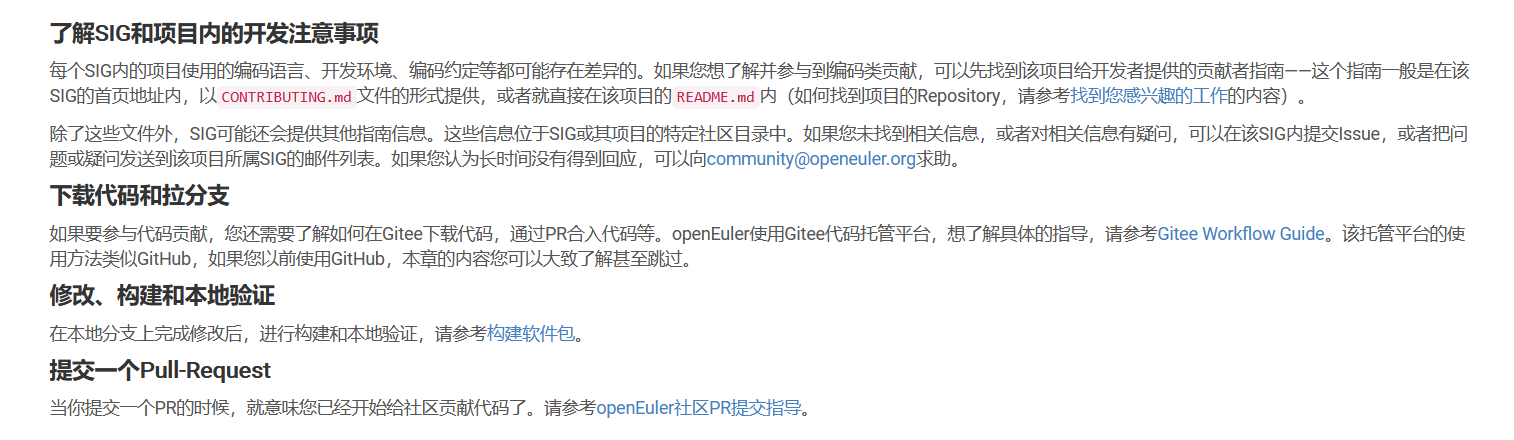 了解SIG和项目内的开发注意事项
每个SIG内的项目使用的编码语言、开发环境、编码约定等都可能存在差异的。如果您想了解并参与到编码类贡献，可以先找到该项目给开发者提供的贡献者指南——这个指南一般是在该
SIG的首页地址内，以 CONTRIBUTING.md 文件的形式提供，或者就直接在该项目的 README.md 内（如何找到项目的Repository，请参考找到您感兴趣的工作的内容）。
除了这些文件外，SIG可能还会提供其他指南信息。这些信息位于SIG或其项目的特定社区目录中。如果您未找到相关信息，或者对相关信息有疑问，可以在该SIG内提交Issue，或者把问
题或疑问发送到该项目所属SIG的邮件列表。如果您认为长时间没有得到回应，可以向community@openeuler.org求助。
下载代码和拉分支
如果要参与代码贡献，您还需要了解如何在Gitee下载代码，通过PR合入代码等。openEuler使用Gitee代码托管平台，想了解具体的指导，请参考Gitee Workflow Guide。该托管平台的使
用方法类似GitHub，如果您以前使用GitHub，本章的内容您可以大致了解甚至跳过。
修改、构建和本地验证
在本地分支上完成修改后，进行构建和本地验证，请参考构建软件包。
提交一个Pull-Request
当你提交一个PR的时候，就意味您已经开始给社区贡献代码了。请参考openEuler社区PR提交指导。